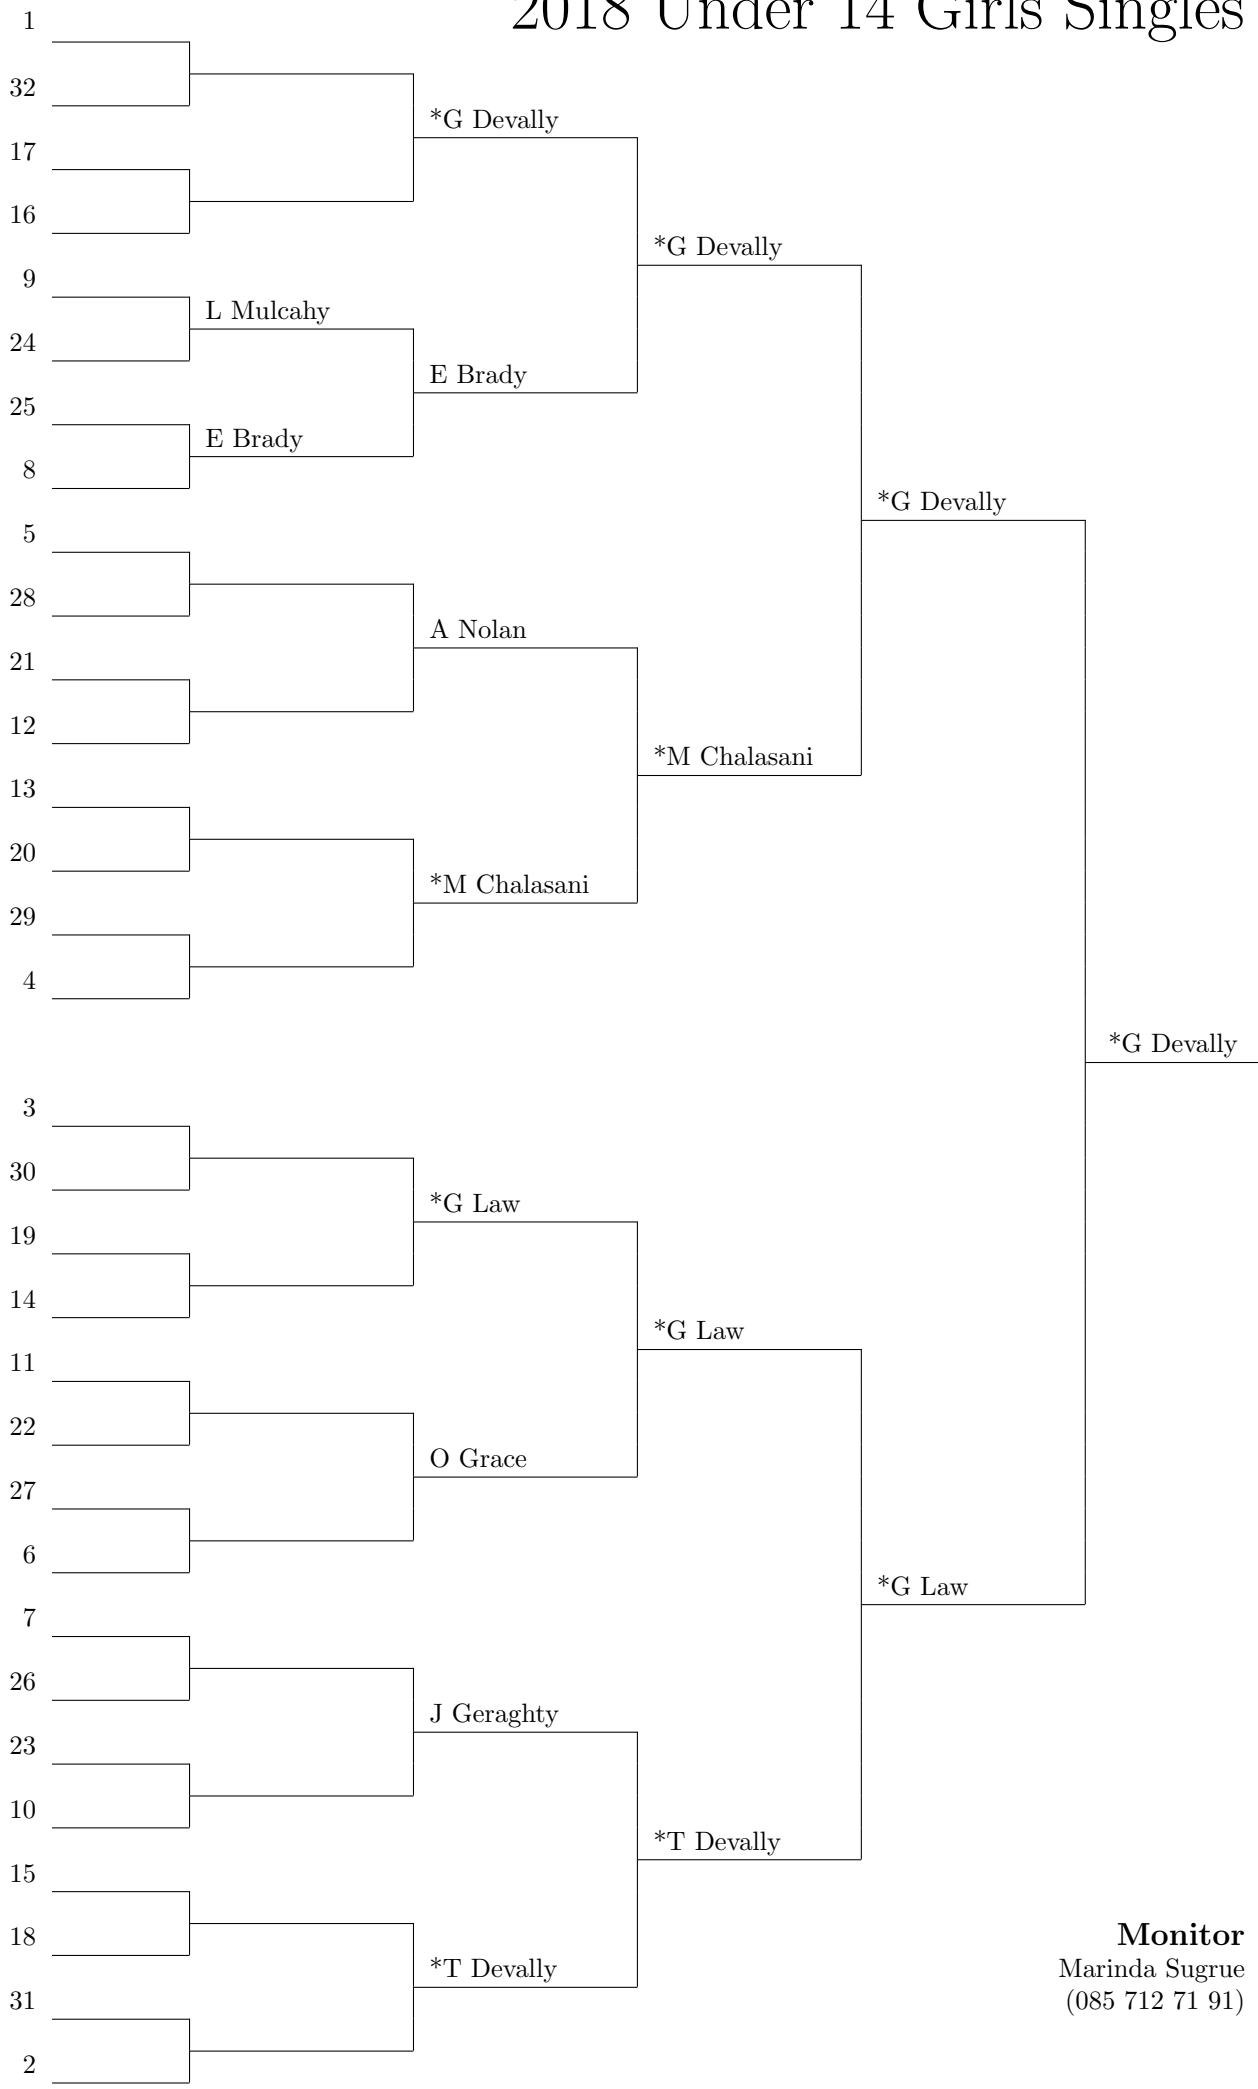 2018 Under 14 Girls Singles
1
32
*G Devally
17
16
*G Devally
9
L Mulcahy
24
E Brady
25
E Brady
8
*G Devally
5
28
A Nolan
21
12
*M Chalasani
13
20
*M Chalasani
29
4
*G Devally
3
30
*G Law
19
14
*G Law
11
22
O Grace
27
6
*G Law
7
26
J Geraghty
23
10
*T Devally
15
18
*T Devally
31
2
Monitor
Marinda Sugrue
(085 712 71 91)